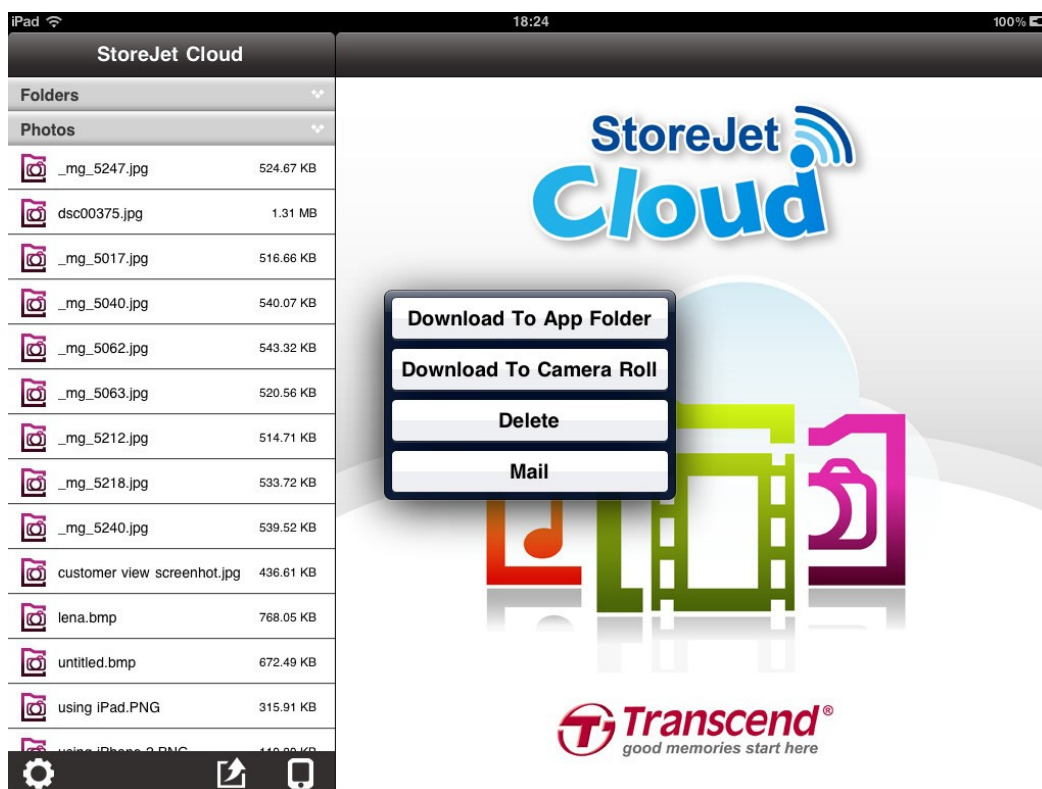 iPad 18:24 100%
StoreJet Cloud
Folders
Photos
_mg_5247.jpg 524.67 KB
dsc00375.jpg 1.31 MB
_mg_5017.jpg 516.66 KB
_mg_5040.jpg 540.07 KB
_mg_5062.jpg 543.32 KB
_mg_5063.jpg 520.56 KB
_mg_5212.jpg 514.71 KB
_mg_5218.jpg 533.72 KB
_mg_5240.jpg 539.52 KB
customer view screenhot.jpg 436.61 KB
lena.bmp 768.05 KB
untitled.bmp 672.49 KB
using iPad.PNG 315.91 KB
using iPhone 2.PNG
StoreJet
Cloud
Download To App Folder
Download To Camera Roll
Delete
Mail
Transcend®
good memories start here